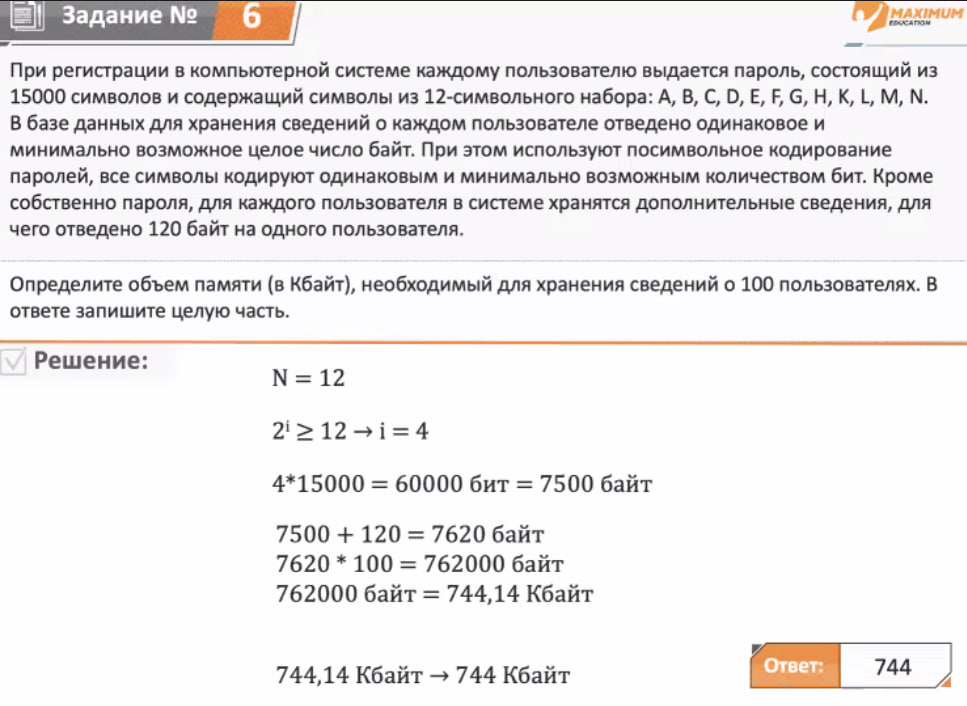 Задание № 6
MAXIMUM
EDUCATION
При регистрации в компьютерной системе каждому пользователю выдается пароль, состоящий из
15000 символов и содержащий символы из 12-символьного набора: A, B, C, D, E, F, G, H, K, L, M, N.
В базе данных для хранения сведений о каждом пользователе отведено одинаковое и
минимально возможное целое число байт. При этом используют посимвольное кодирование
паролей, все символы кодируют одинаковым и минимально возможным количеством бит. Кроме
собственно пароля, для каждого пользователя в системе хранятся дополнительные сведения, для
чего отведено 120 байт на одного пользователя.
Определите объем памяти (в Кбайт), необходимый для хранения сведений о 100 пользователях. В
ответе запишите целую часть.
Решение:
N = 12
2ⁱ ≥ 12 → i = 4
4*15000 = 60000 бит = 7500 байт
7500 + 120 = 7620 байт
7620 * 100 = 762000 байт
762000 байт = 744,14 Кбайт
744,14 Кбайт → 744 Кбайт
Ответ: 744